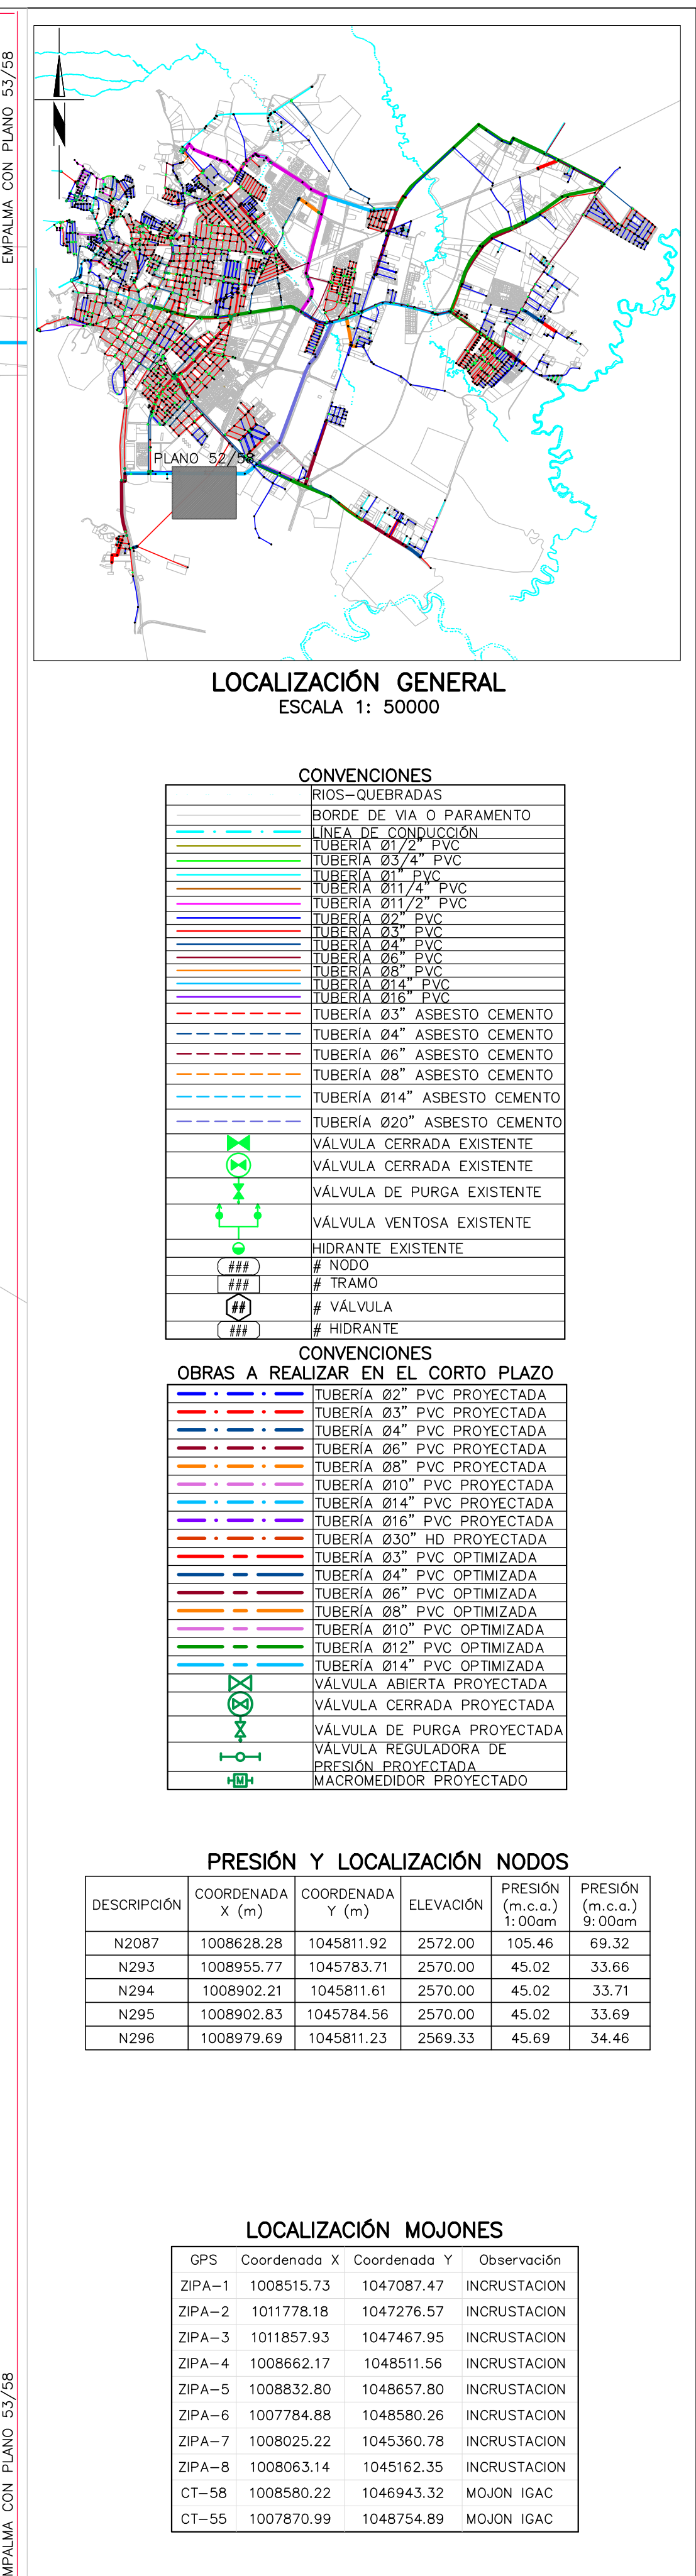 EMPALMA CON PLANO 53/58
PLANO 52/58
LOCALIZACIÓN GENERAL
ESCALA 1: 50000
CONVENCIONES
RIOS-QUEBRADAS
BORDE DE VIA O PARAMENTO
LÍNEA DE CONDUCCIÓN
TUBERÍA Ø1/2" PVC
TUBERÍA Ø3/4" PVC
TUBERÍA Ø1" PVC
TUBERÍA Ø11/4" PVC
TUBERÍA Ø11/2" PVC
TUBERÍA Ø2" PVC
TUBERÍA Ø3" PVC
TUBERÍA Ø4" PVC
TUBERÍA Ø6" PVC
TUBERÍA Ø8" PVC
TUBERÍA Ø14" PVC
TUBERÍA Ø16" PVC
TUBERÍA Ø3" ASBESTO CEMENTO
TUBERÍA Ø4" ASBESTO CEMENTO
TUBERÍA Ø6" ASBESTO CEMENTO
TUBERÍA Ø8" ASBESTO CEMENTO
TUBERÍA Ø14" ASBESTO CEMENTO
TUBERÍA Ø20" ASBESTO CEMENTO
VÁLVULA CERRADA EXISTENTE
VÁLVULA CERRADA EXISTENTE
VÁLVULA DE PURGA EXISTENTE
VÁLVULA VENTOSA EXISTENTE
HIDRANTE EXISTENTE
### # NODO
### # TRAMO
## # VÁLVULA
### # HIDRANTE
CONVENCIONES
OBRAS A REALIZAR EN EL CORTO PLAZO
TUBERÍA Ø2" PVC PROYECTADA
TUBERÍA Ø3" PVC PROYECTADA
TUBERÍA Ø4" PVC PROYECTADA
TUBERÍA Ø6" PVC PROYECTADA
TUBERÍA Ø8" PVC PROYECTADA
TUBERÍA Ø10" PVC PROYECTADA
TUBERÍA Ø14" PVC PROYECTADA
TUBERÍA Ø16" PVC PROYECTADA
TUBERÍA Ø30" HD PROYECTADA
TUBERÍA Ø3" PVC OPTIMIZADA
TUBERÍA Ø4" PVC OPTIMIZADA
TUBERÍA Ø6" PVC OPTIMIZADA
TUBERÍA Ø8" PVC OPTIMIZADA
TUBERÍA Ø10" PVC OPTIMIZADA
TUBERÍA Ø12" PVC OPTIMIZADA
TUBERÍA Ø14" PVC OPTIMIZADA
VÁLVULA ABIERTA PROYECTADA
VÁLVULA CERRADA PROYECTADA
VÁLVULA DE PURGA PROYECTADA
VÁLVULA REGULADORA DE
PRESIÓN PROYECTADA
M MACROMEDIDOR PROYECTADO
PRESIÓN Y LOCALIZACIÓN NODOS
DESCRIPCIÓN COORDENADA X (m) COORDENADA Y (m) ELEVACIÓN PRESIÓN (m.c.a.) 1:00am PRESIÓN (m.c.a.) 9:00am
N2087 1008628.28 1045811.92 2572.00 105.46 69.32
N293 1008955.77 1045783.71 2570.00 45.02 33.66
N294 1008902.21 1045811.61 2570.00 45.02 33.71
N295 1008902.83 1045784.56 2570.00 45.02 33.69
N296 1008979.69 1045811.23 2569.33 45.69 34.46
LOCALIZACIÓN MOJONES
GPS Coordenada X Coordenada Y Observación
ZIPA-1 1008515.73 1047087.47 INCRUSTACION
ZIPA-2 1011778.18 1047276.57 INCRUSTACION
ZIPA-3 1011857.93 1047467.95 INCRUSTACION
ZIPA-4 1008662.17 1048511.56 INCRUSTACION
ZIPA-5 1008832.80 1048657.80 INCRUSTACION
ZIPA-6 1007784.88 1048580.26 INCRUSTACION
ZIPA-7 1008025.22 1045360.78 INCRUSTACION
ZIPA-8 1008063.14 1045162.35 INCRUSTACION
CT-58 1008580.22 1046943.32 MOJON IGAC
CT-55 1007870.99 1048754.89 MOJON IGAC
MPALMA CON PLANO 53/58